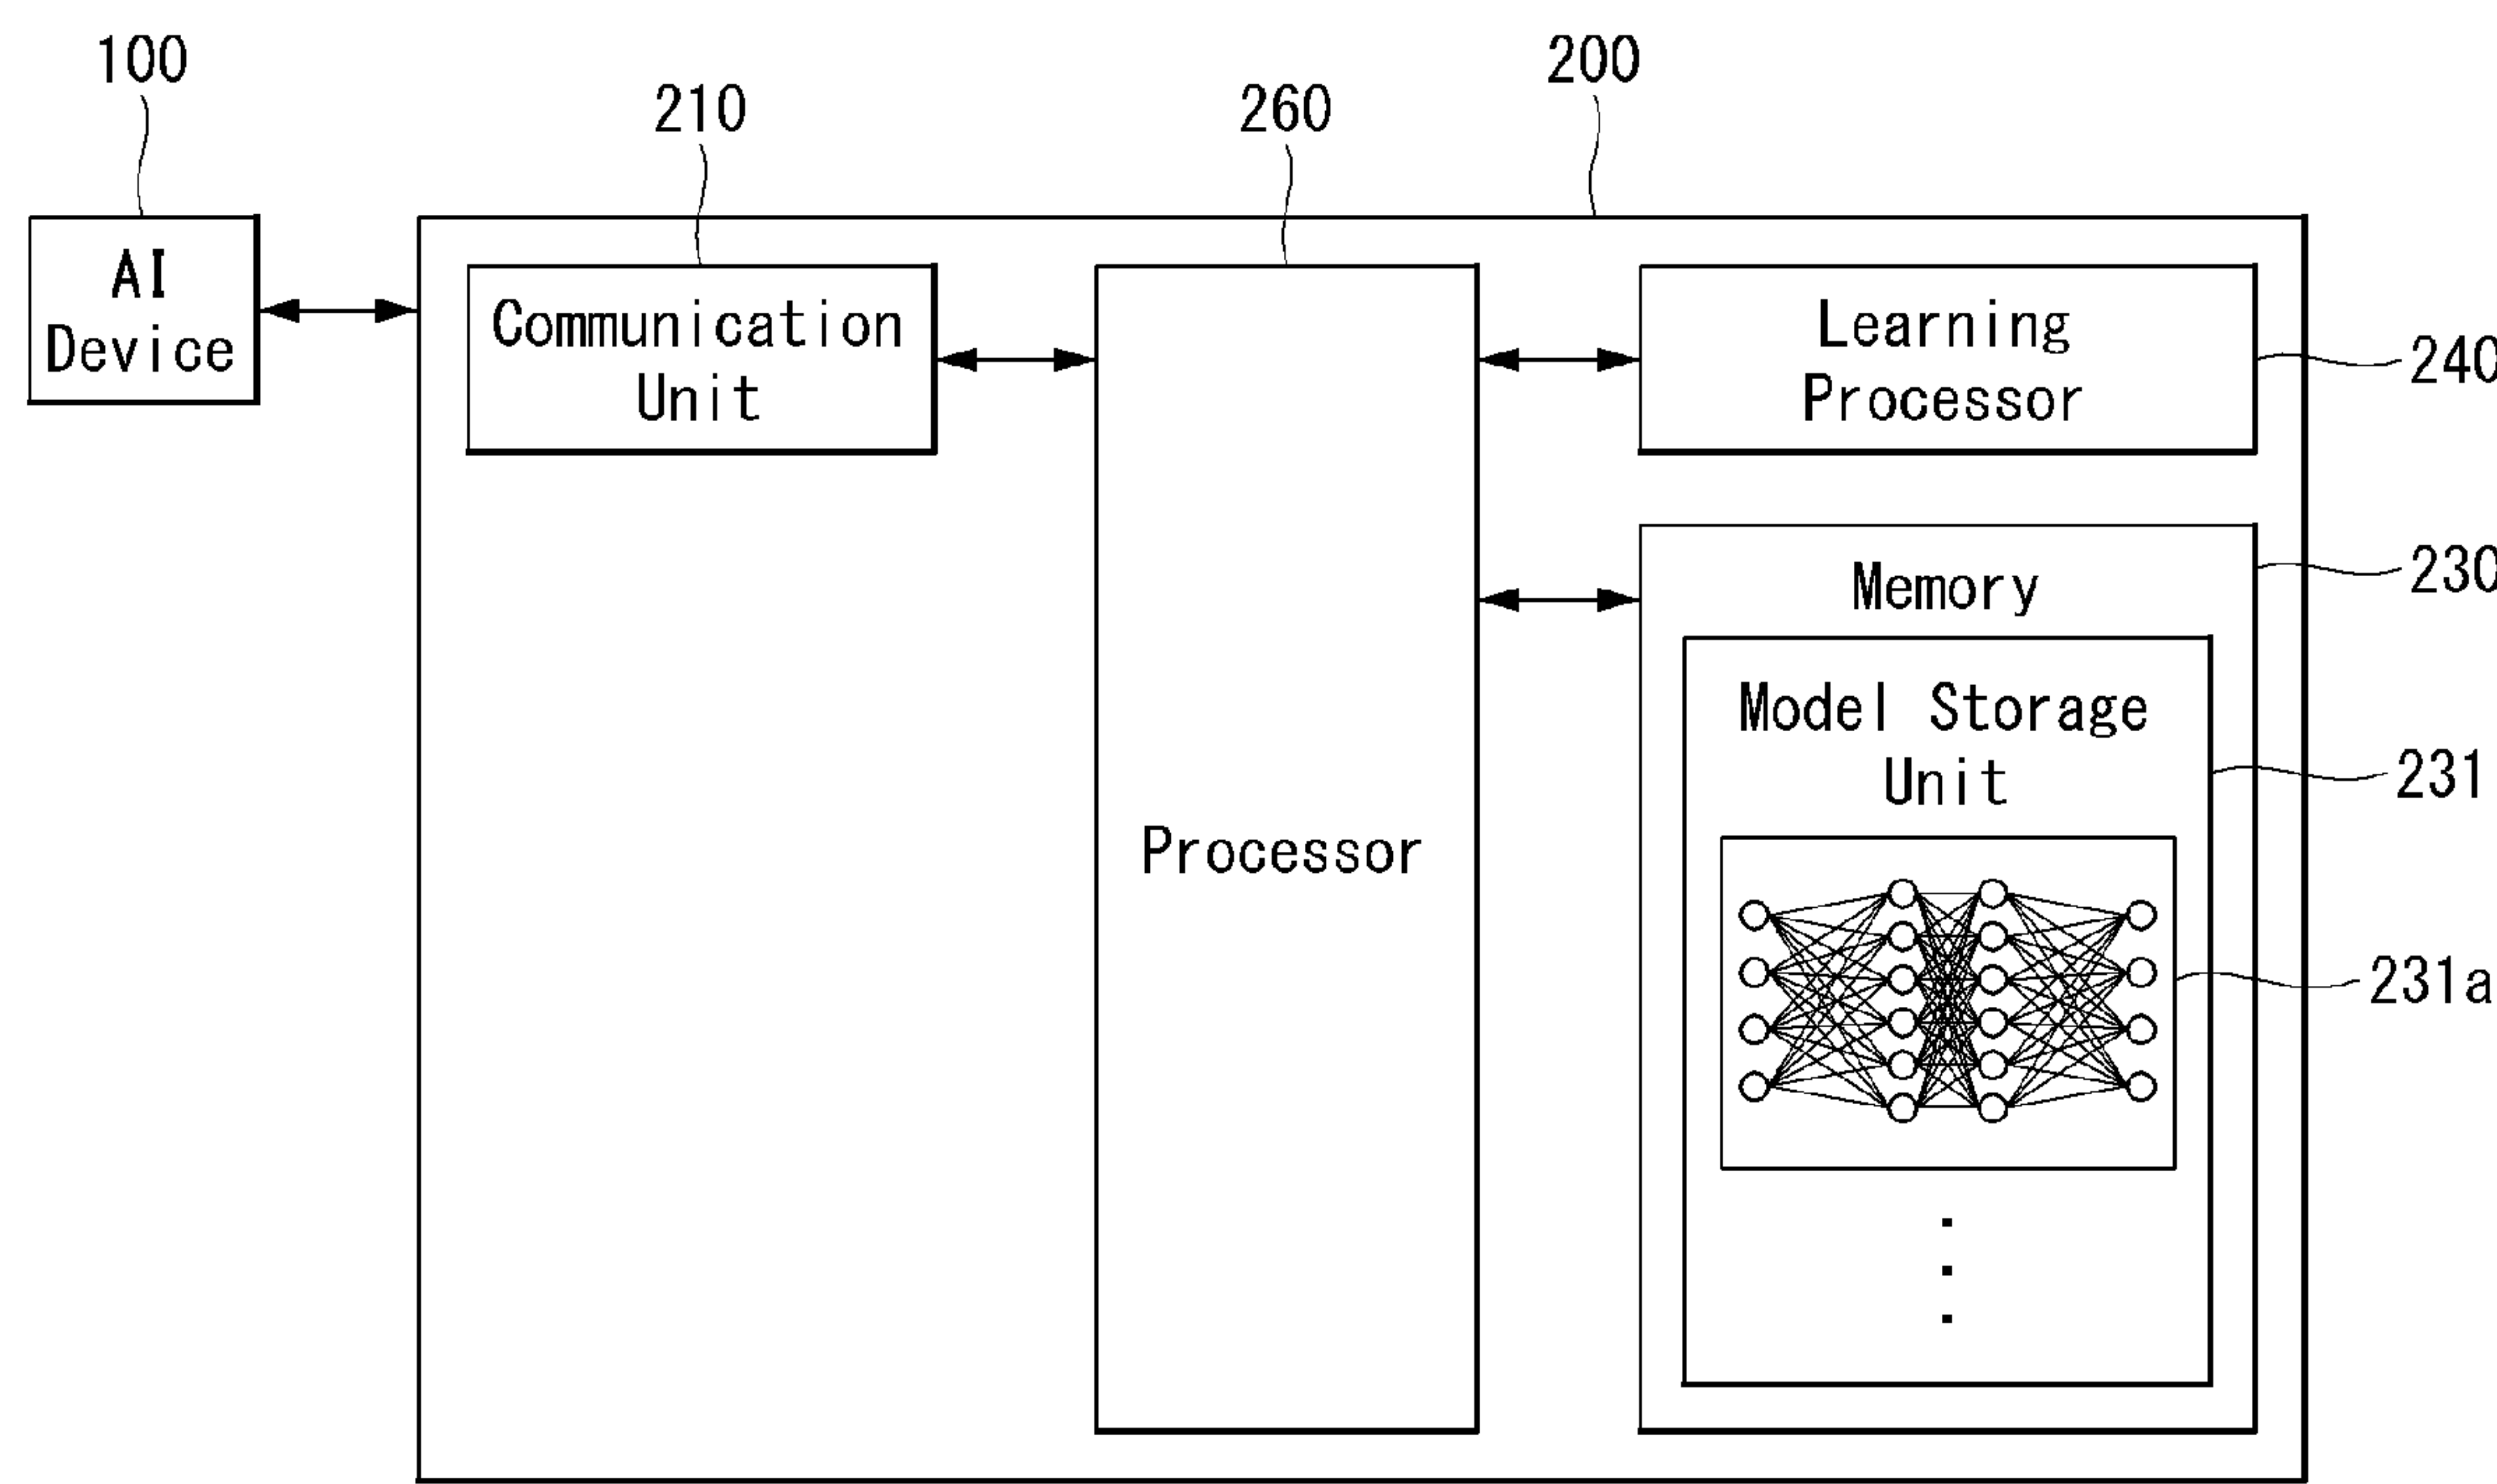 100
210
260
200
AI
Device
Communication
Unit
Learning
Processor
240
Memory
230
Model Storage
Unit
231
Processor
231a